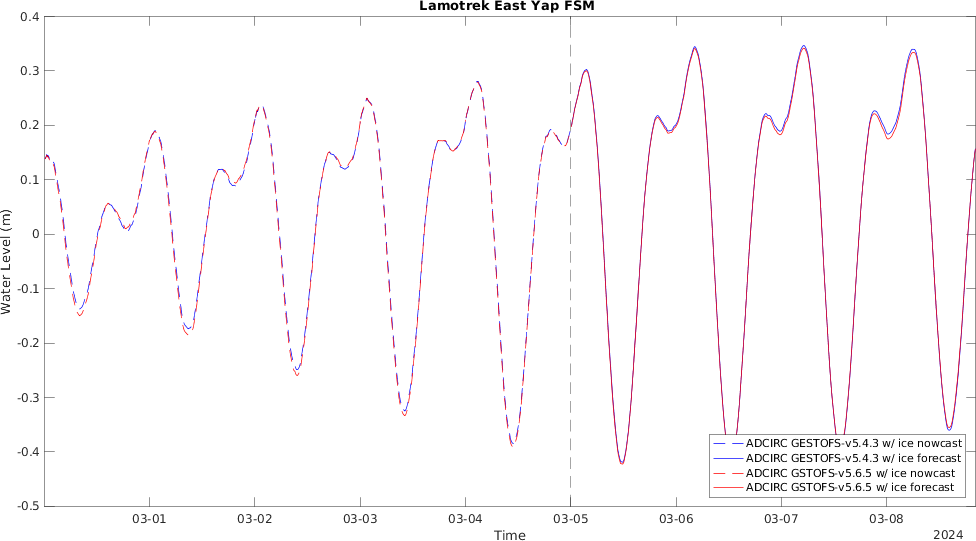 Lamotrek East Yap FSM
0.4
0.3
0.2
0.1
0
-0.1
-0.2
-0.3
-0.4
-0.5
Water Level (m)
03-01
03-02
03-03
03-04
03-05
03-06
03-07
03-08
Time
2024
ADCIRC GESTOFS-v5.4.3 w/ ice nowcast
ADCIRC GESTOFS-v5.4.3 w/ ice forecast
ADCIRC GSTOFS-v5.6.5 w/ ice nowcast
ADCIRC GSTOFS-v5.6.5 w/ ice forecast